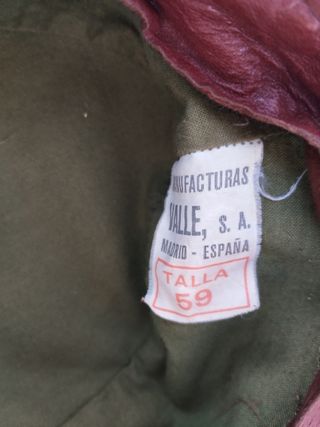 NUFACTURAS
VALLE, S. A.
MADRID - ESPAÑA
TALLA
59